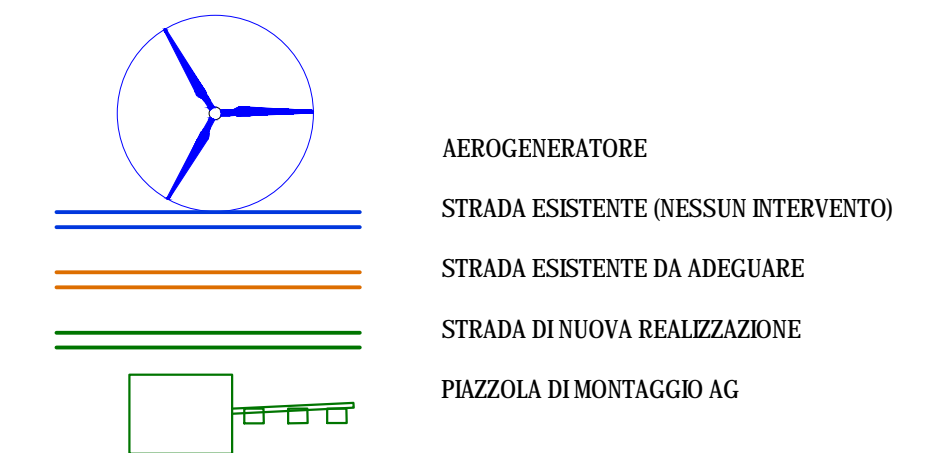 AEROGENERATORE
STRADA ESISTENTE (NESSUN INTERVENTO)
STRADA ESISTENTE DA ADEGUARE
STRADA DI NUOVA REALIZZAZIONE
PIAZZOLA DI MONTAGGIO AG